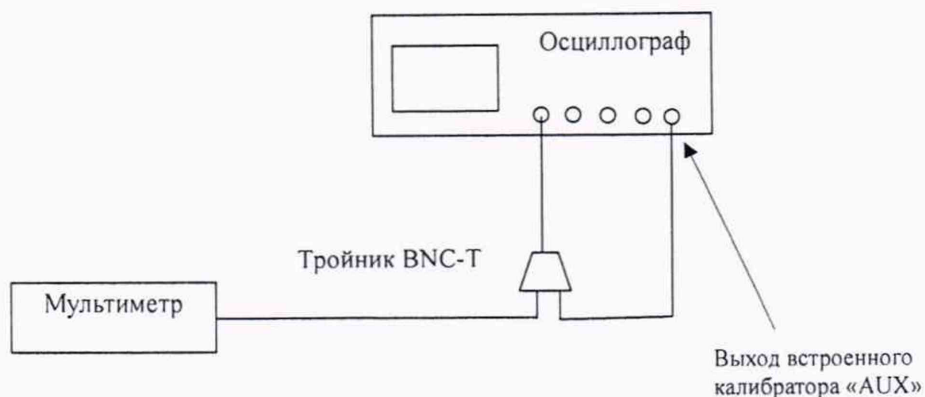 Осциллограф
Тройник BNC-T
Мультиметр
Выход встроенного
калибратора «AUX»